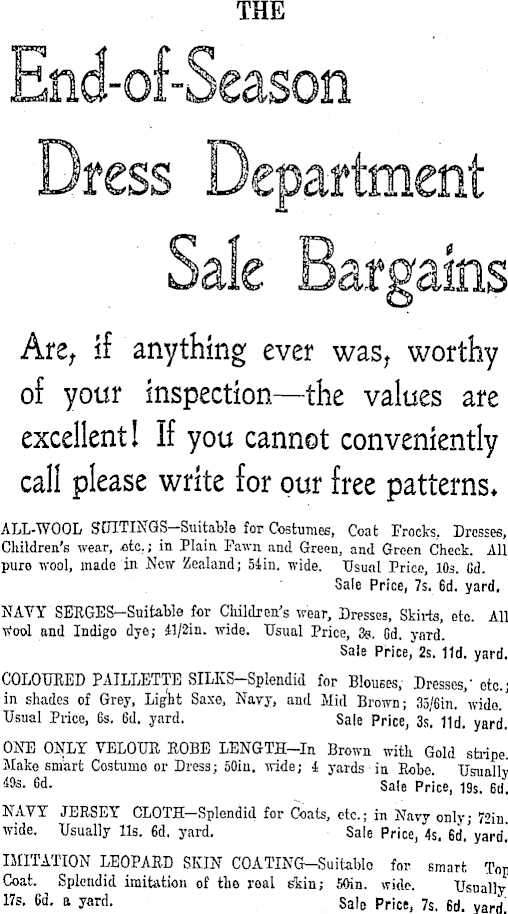 THE
End-of-Season
Dress Department
Sale Bargains
Are, if anything ever was, worthy
of your inspection—the values are
excellent! If you cannot conveniently
call please write for our free patterns.
ALL-WOOL SUITINGS—Suitable for Costumes, Coat Frocks, Dresses,
Children's wear, etc.; in Plain Fawn and Green, and Green Check. All
pure wool, made in New Zealand; 54in. wide. Usual Price, 10s. 6d.
Sale Price, 7s. 6d. yard.
NAVY SERGES—Suitable for Children's wear, Dresses, Skirts, etc. All
Wool and Indigo dye; 41/2in. wide. Usual Price, 3s. 6d. yard.
Sale Price, 2s. 11d. yard.
COLOURED PAILLETTE SILKS—Splendid for Blouses, Dresses, etc.;
in shades of Grey, Light Saxe, Navy, and Mid Brown; 35/6in. wide.
Usual Price, 6s. 6d. yard. Sale Price, 3s. 11d. yard.
ONE ONLY VELOUR ROBE LENGTH—In Brown with Gold stripe.
Make smart Costume or Dress; 50in. wide; 4 yards in Robe. Usually
49s. 6d. Sale Price, 19s. 6d.
NAVY JERSEY CLOTH—Splendid for Coats, etc.; in Navy only; 72in.
wide. Usually 11s. 6d. yard. Sale Price, 4s. 6d. yard.
IMITATION LEOPARD SKIN COATING—Suitable for smart Top
Coat. Splendid imitation of the real skin; 50in. wide. Usually
17s. 6d. a yard. Sale Price, 7s. 6d. yard.